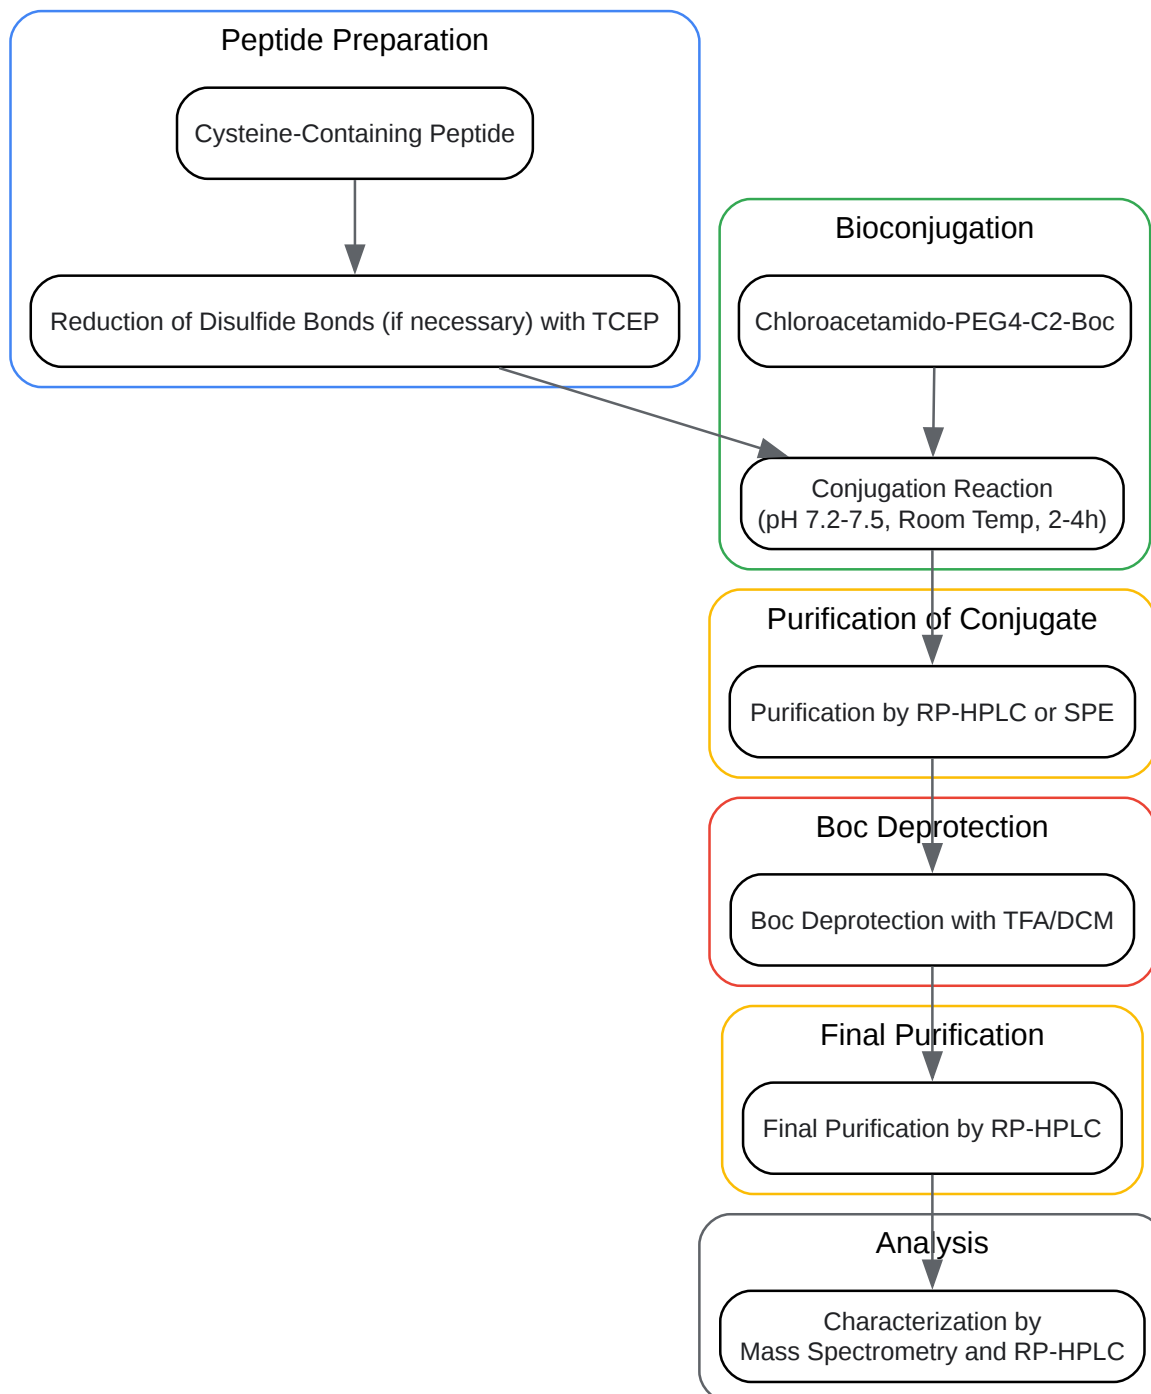 Peptide Preparation
Cysteine-Containing Peptide
Reduction of Disulfide Bonds (if necessary) with TCEP
Bioconjugation
Chloroacetamido-PEG4-C2-Boc
Conjugation Reaction
(pH 7.2-7.5, Room Temp, 2-4h)
Purification of Conjugate
Purification by RP-HPLC or SPE
Boc Deprotection
Boc Deprotection with TFA/DCM
Final Purification
Final Purification by RP-HPLC
Analysis
Characterization by
Mass Spectrometry and RP-HPLC